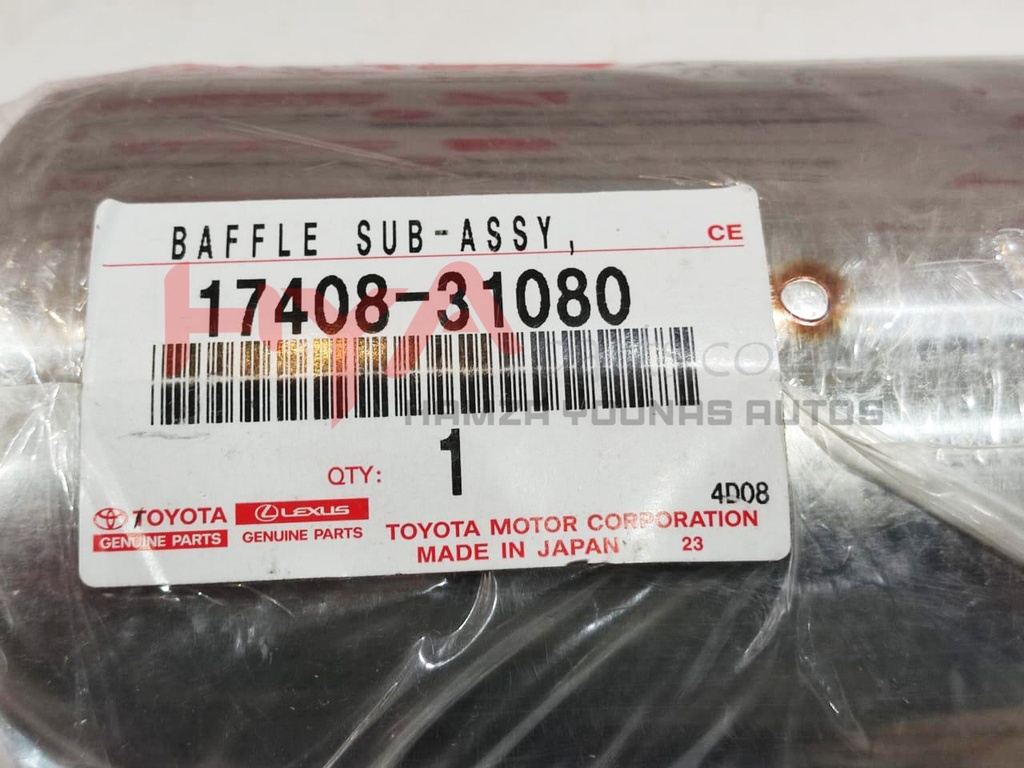 BAFFLE SUB-ASSY,
CE
17408-31080
HYA
HAMZA YOUNAS AUTOS
QTY: 1
4D08
TOYOTA
GENUINE PARTS
LEXUS
GENUINE PARTS
TOYOTA MOTOR CORPORATION
MADE IN JAPAN 23